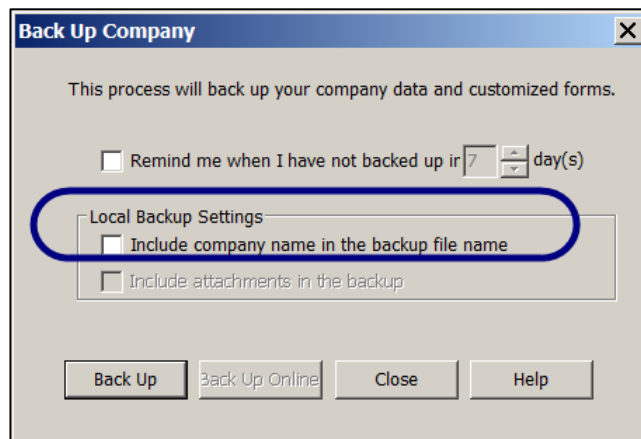 Back Up Company
This process will back up your company data and customized forms.
Remind me when I have not backed up ir 7 day(s)
Local Backup Settings
Include company name in the backup file name
Include attachments in the backup
Back Up Back Up Online Close Help